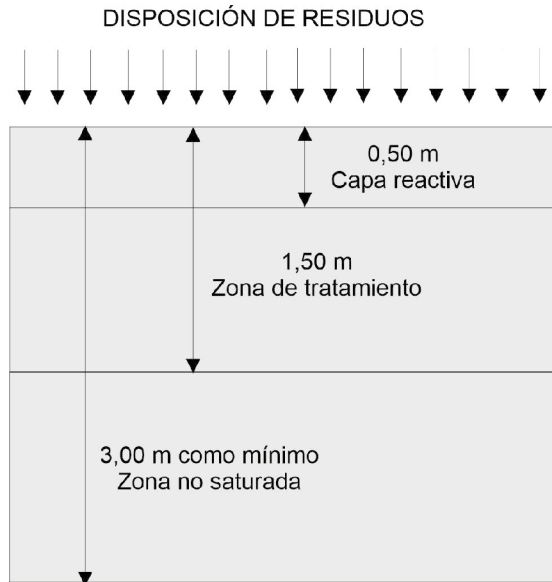 DISPOSICIÓN DE RESIDUOS
0,50 m
Capa reactiva
1,50 m
Zona de tratamiento
3,00 m como mínimo
Zona no saturada